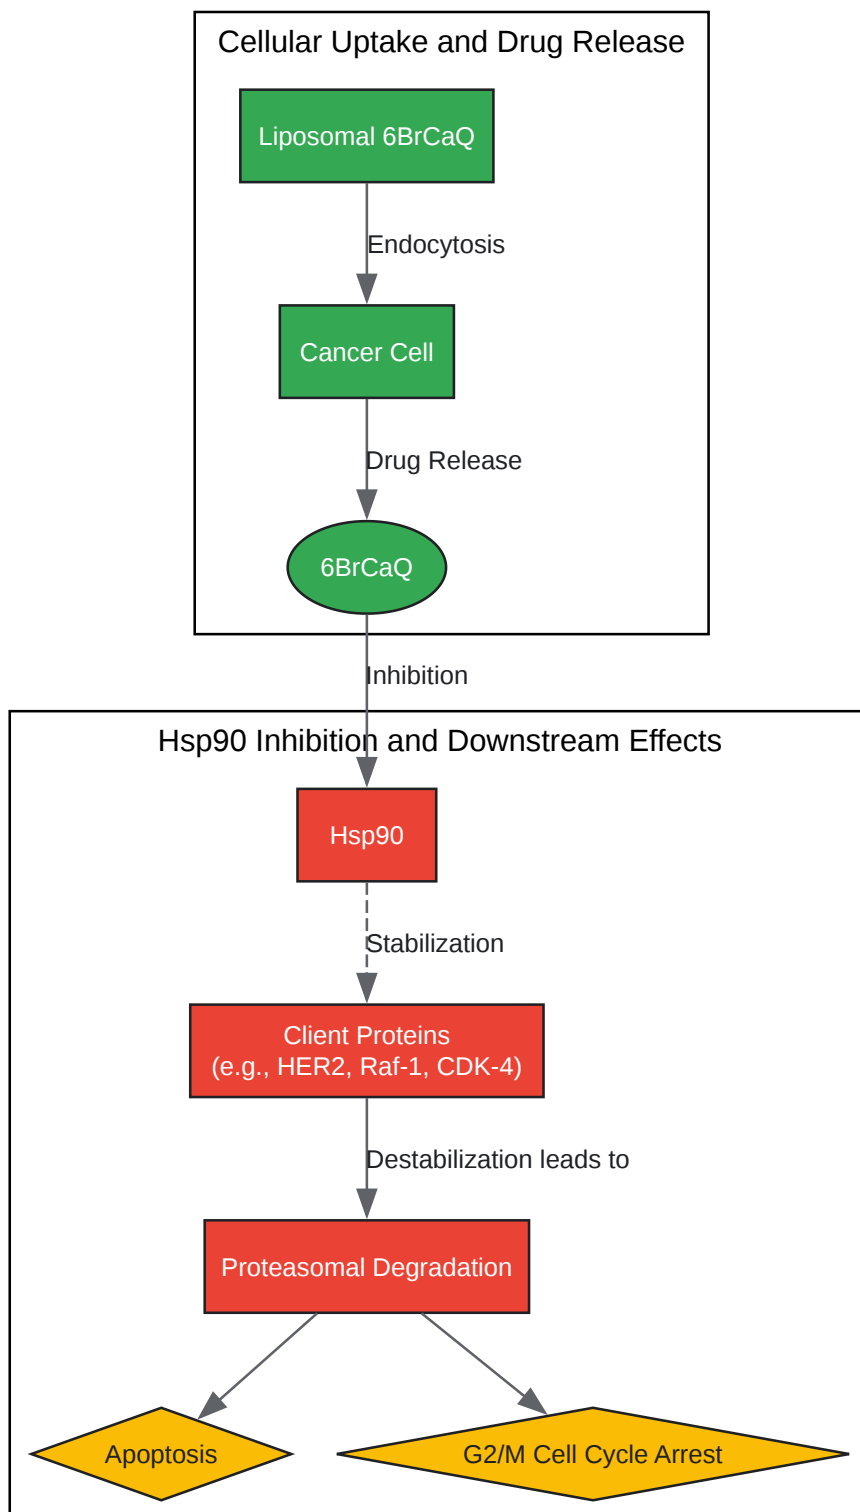 Cellular Uptake and Drug Release
Liposomal 6BrCaQ
Endocytosis
Cancer Cell
Drug Release
6BrCaQ
Inhibition
Hsp90 Inhibition and Downstream Effects
Hsp90
Stabilization
Client Proteins
(e.g., HER2, Raf-1, CDK-4)
Destabilization leads to
Proteasomal Degradation
Apoptosis
G2/M Cell Cycle Arrest